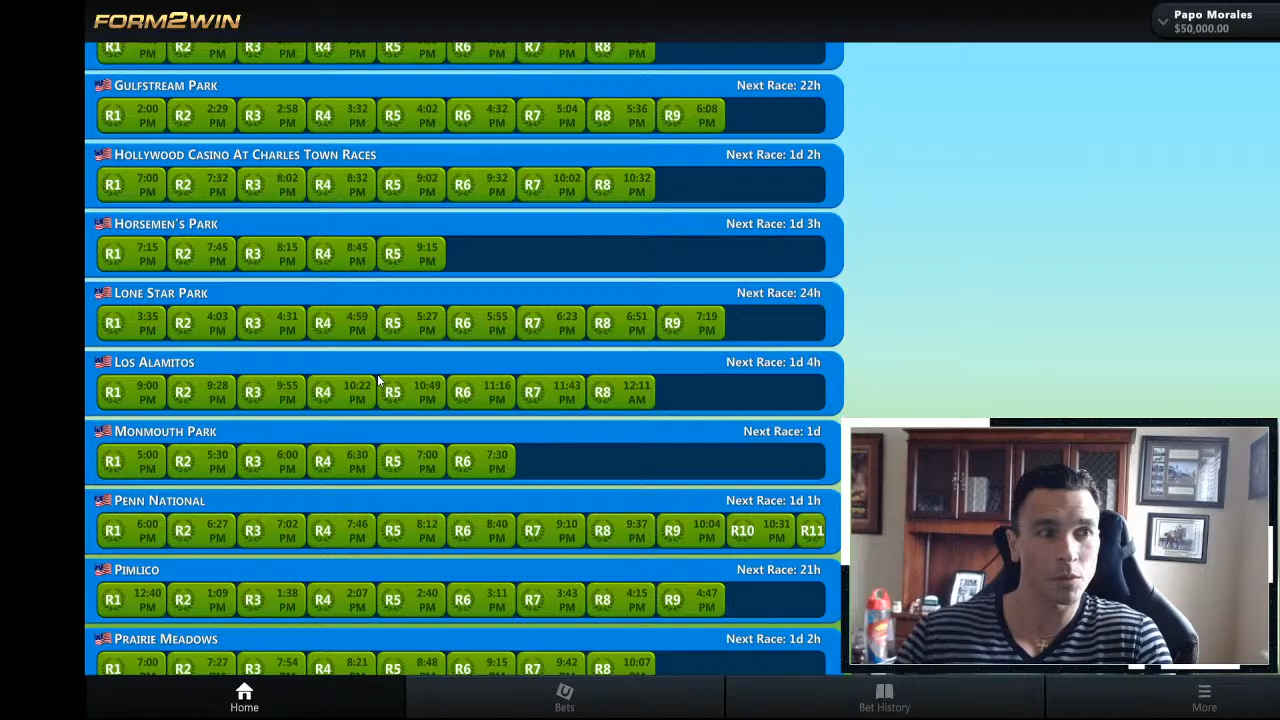 FORM2WIN
Papo Morales
$50,000.00
R1 R2 R3 R4 R5 R6 R7 R8
PM PM PM PM PM PM PM PM
GULFSTREAM PARK Next Race: 22h
R1 2:00 PM R2 2:29 PM R3 2:58 PM R4 3:32 PM R5 4:02 PM R6 4:32 PM R7 5:04 PM R8 5:36 PM R9 6:08 PM
HOLLYWOOD CASINO AT CHARLES TOWN RACES Next Race: 1d 2h
R1 7:00 PM R2 7:32 PM R3 8:02 PM R4 8:32 PM R5 9:02 PM R6 9:32 PM R7 10:02 PM R8 10:32 PM
HORSEMEN'S PARK Next Race: 1d 3h
R1 7:15 PM R2 7:45 PM R3 8:15 PM R4 8:45 PM R5 9:15 PM
LONE STAR PARK Next Race: 24h
R1 3:35 PM R2 4:03 PM R3 4:31 PM R4 4:59 PM R5 5:27 PM R6 5:55 PM R7 6:23 PM R8 6:51 PM R9 7:19 PM
LOS ALAMITOS Next Race: 1d 4h
R1 9:00 PM R2 9:28 PM R3 9:55 PM R4 10:22 PM R5 10:49 PM R6 11:16 PM R7 11:43 PM R8 12:11 AM
MONMOUTH PARK Next Race: 1d
R1 5:00 PM R2 5:30 PM R3 6:00 PM R4 6:30 PM R5 7:00 PM R6 7:30 PM
PENN NATIONAL Next Race: 1d 1h
R1 6:00 PM R2 6:27 PM R3 7:02 PM R4 7:46 PM R5 8:12 PM R6 8:40 PM R7 9:10 PM R8 9:37 PM R9 10:04 PM R10 10:31 PM R11
PIMLICO Next Race: 21h
R1 12:40 PM R2 1:09 PM R3 1:38 PM R4 2:07 PM R5 2:40 PM R6 3:11 PM R7 3:43 PM R8 4:15 PM R9 4:47 PM
PRAIRIE MEADOWS Next Race: 1d 2h
R1 7:00 R2 7:27 R3 7:54 R4 8:21 R5 8:48 R6 9:15 R7 9:42 R8 10:07
Home Bets Bet History More